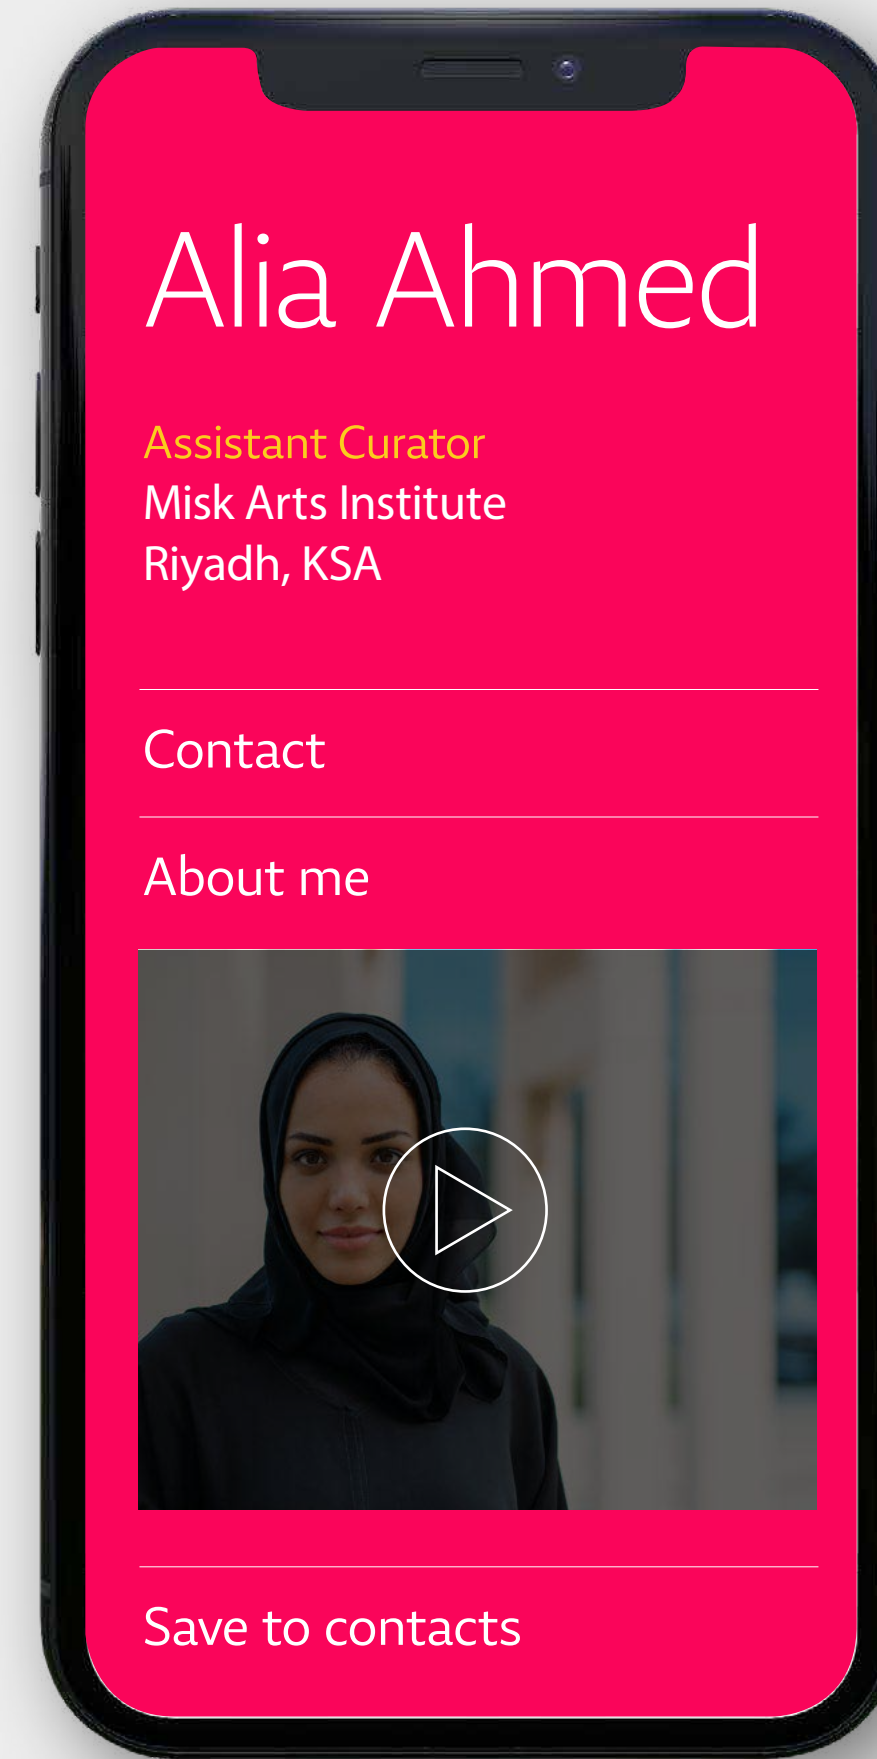 Alia Ahmed
Assistant Curator
Misk Arts Institute
Riyadh, KSA
Contact
About me
Save to contacts